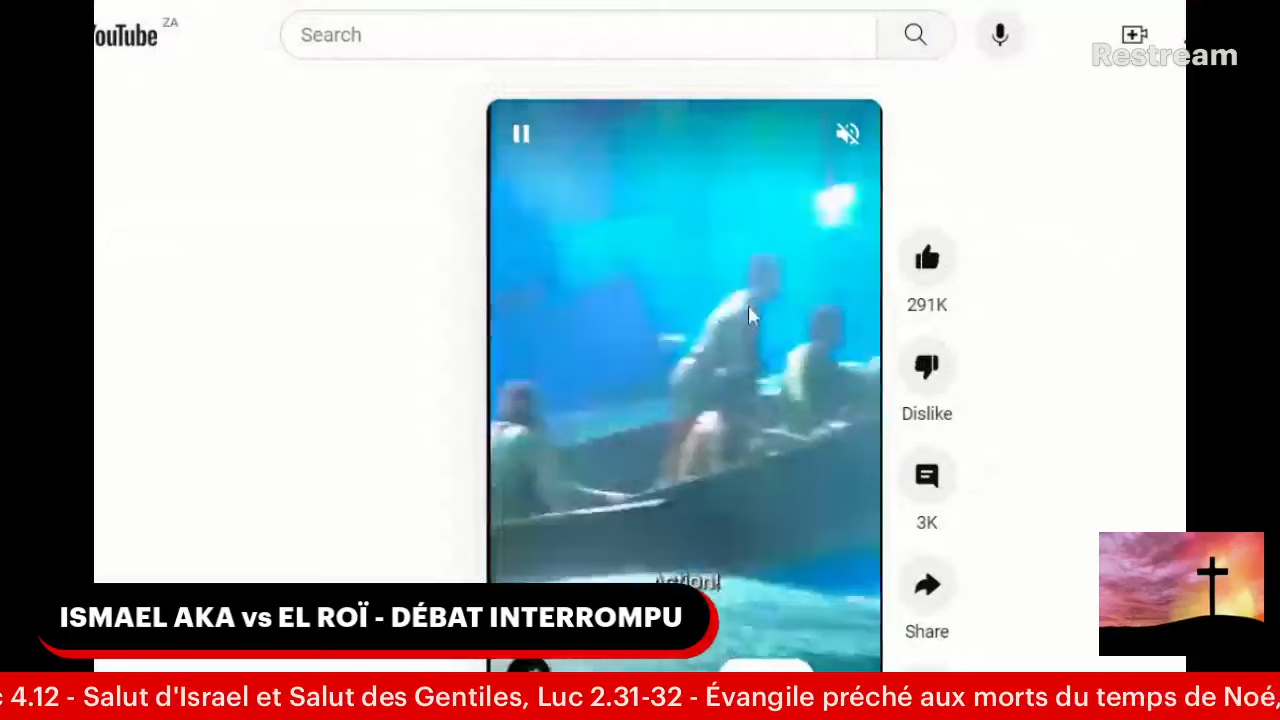 YouTube ZA
Search
Restream
291K
Dislike
3K
Share
Action!
ISMAEL AKA vs EL ROÏ - DÉBAT INTERROMPU
c 4.12 - Salut d'Israel et Salut des Gentiles, Luc 2.31-32 - Évangile préché aux morts du temps de Noé,